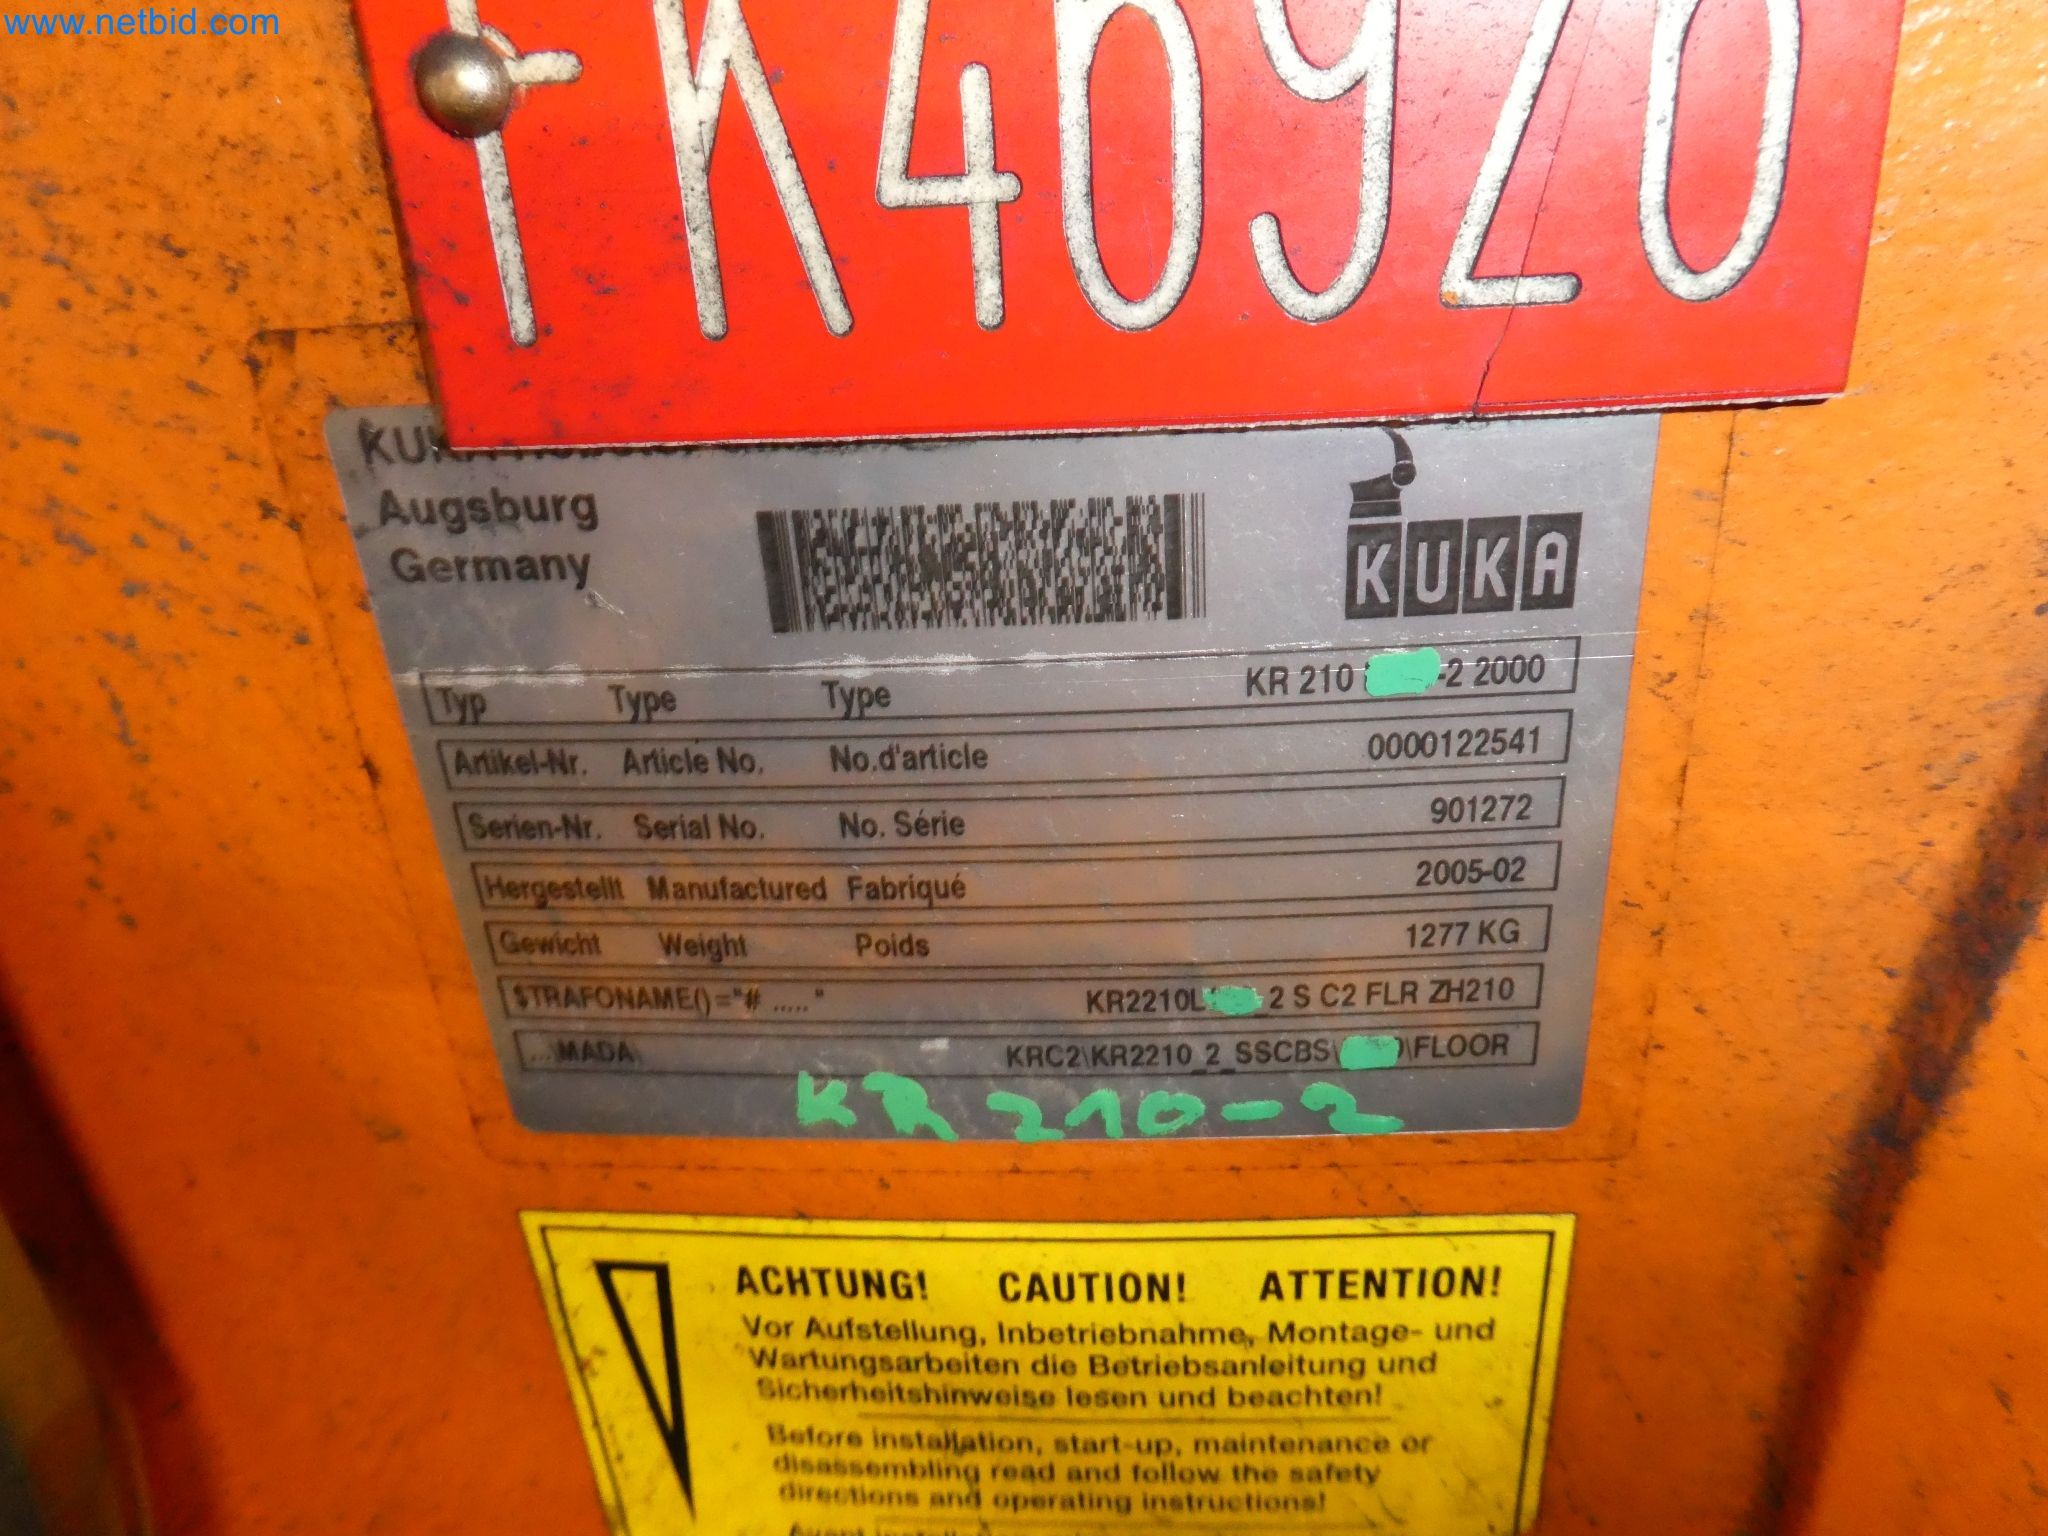 www.netbid.com
FK46920
Augsburg
Germany
KUKA
Typ Type Type KR 210 -2 2000
Artikel-Nr. Article No. No.d'article 0000122541
Serien-Nr. Serial No. No. Série 901272
Hergestellt Manufactured Fabriqué 2005-02
Gewicht Weight Poids 1277 KG
$TRAFONAME()="# ....." KR2210L _2 S C2 FLR ZH210
...\MADA\ KRC2\KR2210_2_SSCBS\ \FLOOR
KR 210-2
ACHTUNG! CAUTION! ATTENTION!
Vor Aufstellung, Inbetriebnahme, Montage- und
Wartungsarbeiten die Betriebsanleitung und
Sicherheitshinweise lesen und beachten!
Before installation, start-up, maintenance or
disassembling read and follow the safety
directions and operating instructions!